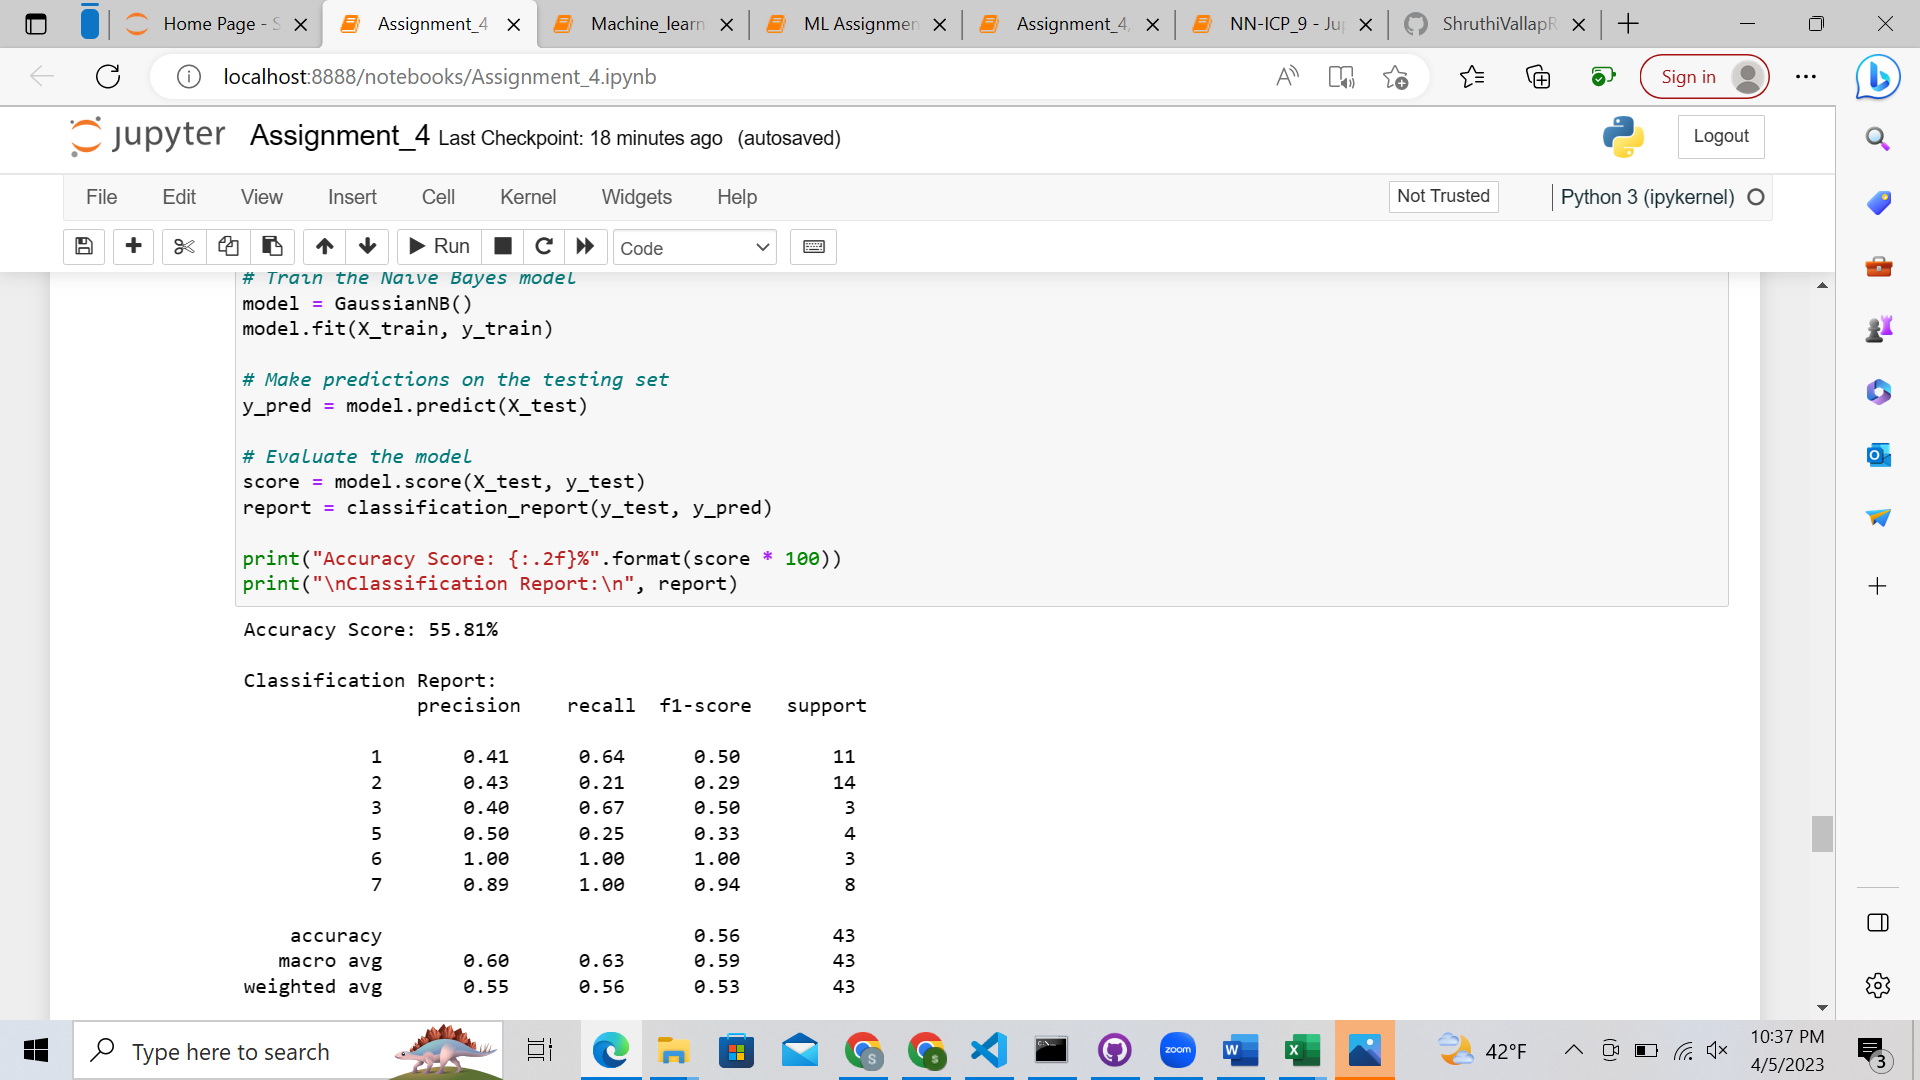 Home Page - S
Assignment_4
Machine_learn
ML Assignmen
Assignment_4
NN-ICP_9 - Ju
ShruthiVallapR
localhost:8888/notebooks/Assignment_4.ipynb
Sign in
jupyter Assignment_4 Last Checkpoint: 18 minutes ago (autosaved)
Logout
File Edit View Insert Cell Kernel Widgets Help
Not Trusted
Python 3 (ipykernel)
Run
Code
# Train the Naive Bayes model
model = GaussianNB()
model.fit(X_train, y_train)
# Make predictions on the testing set
y_pred = model.predict(X_test)
# Evaluate the model
score = model.score(X_test, y_test)
report = classification_report(y_test, y_pred)
print("Accuracy Score: {:.2f}%".format(score * 100))
print("\nClassification Report:\n", report)
Accuracy Score: 55.81%
Classification Report:
precision recall f1-score support
1 0.41 0.64 0.50 11
2 0.43 0.21 0.29 14
3 0.40 0.67 0.50 3
5 0.50 0.25 0.33 4
6 1.00 1.00 1.00 3
7 0.89 1.00 0.94 8
accuracy 0.56 43
macro avg 0.60 0.63 0.59 43
weighted avg 0.55 0.56 0.53 43
Type here to search
zoom
42°F
10:37 PM
4/5/2023
3